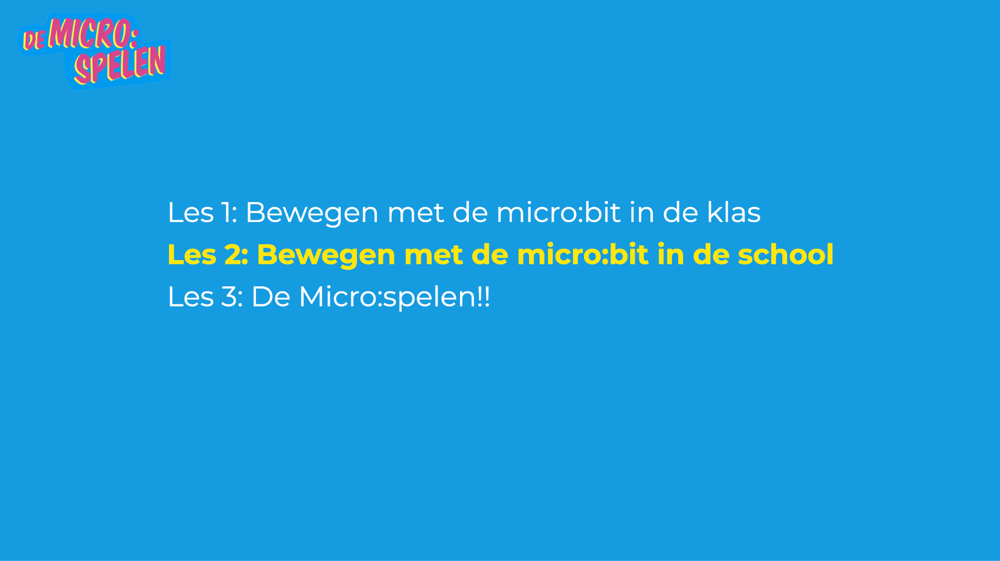 DE MICRO:
SPELEN
Les 1: Bewegen met de micro:bit in de klas
Les 2: Bewegen met de micro:bit in de school
Les 3: De Micro:spelen!!